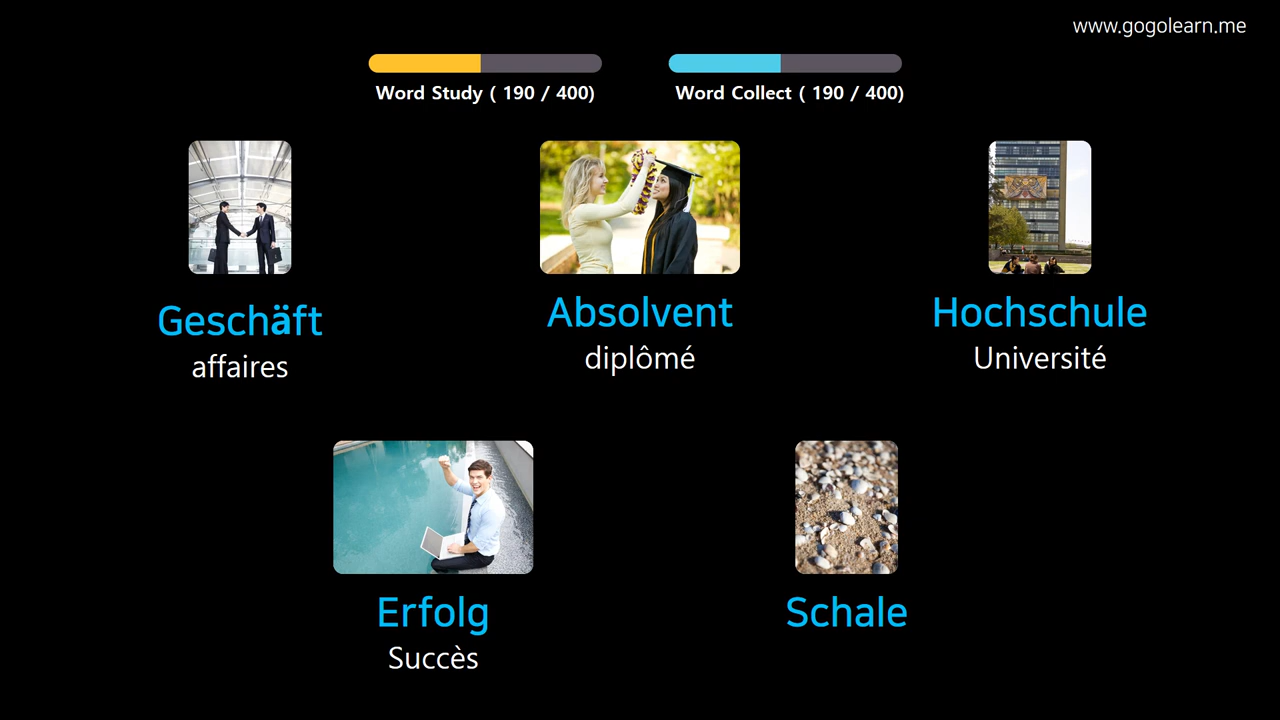 www.gogolearn.me
Word Study ( 190 / 400)
Word Collect ( 190 / 400)
Geschäft
affaires
Absolvent
diplômé
Hochschule
Université
Erfolg
Succès
Schale